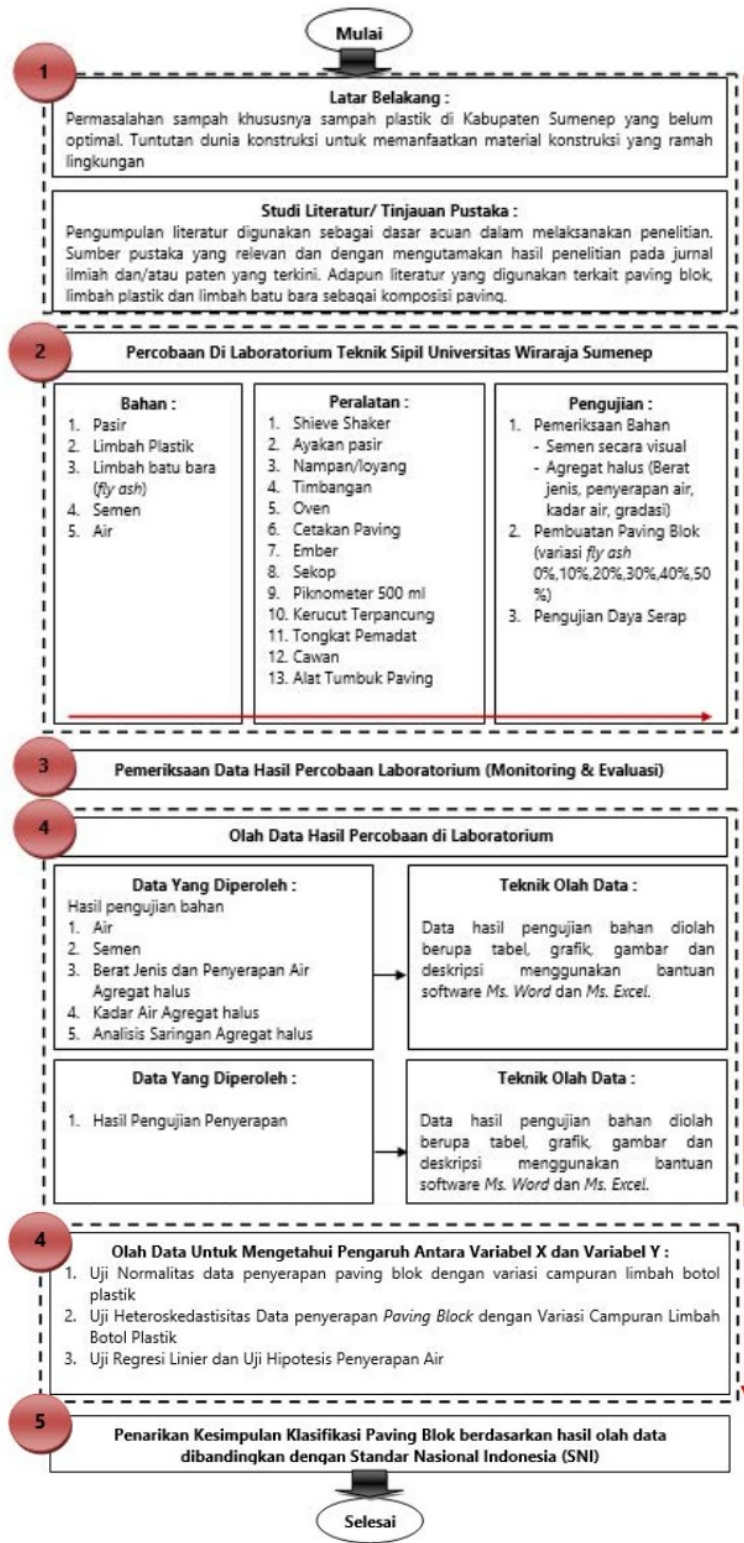 Mulai
1
Latar Belakang :
Permasalahan sampah khususnya sampah plastik di Kabupaten Sumenep yang belum
optimal. Tuntutan dunia konstruksi untuk memanfaatkan material konstruksi yang ramah
lingkungan
Studi Literatur/ Tinjauan Pustaka :
Pengumpulan literatur digunakan sebagai dasar acuan dalam melaksanakan penelitian.
Sumber pustaka yang relevan dan dengan mengutamakan hasil penelitian pada jurnal
ilmiah dan/atau paten yang terkini. Adapun literatur yang digunakan terkait paving blok,
limbah plastik dan limbah batu bara sebagai komposisi paving.
2
Percobaan Di Laboratorium Teknik Sipil Universitas Wiraraja Sumenep
Bahan :
1. Pasir
2. Limbah Plastik
3. Limbah batu bara
(fly ash)
4. Semen
5. Air
Peralatan :
1. Shieve Shaker
2. Ayakan pasir
3. Nampan/loyang
4. Timbangan
5. Oven
6. Cetakan Paving
7. Ember
8. Sekop
9. Piknometer 500 ml
10. Kerucut Terpancung
11. Tongkat Pemadat
12. Cawan
13. Alat Tumbuk Paving
Pengujian :
1. Pemeriksaan Bahan
- Semen secara visual
- Agregat halus (Berat
jenis, penyerapan air,
kadar air, gradasi)
2. Pembuatan Paving Blok
(variasi fly ash
0%,10%,20%,30%,40%,50
%)
3. Pengujian Daya Serap
3
Pemeriksaan Data Hasil Percobaan Laboratorium (Monitoring & Evaluasi)
4
Olah Data Hasil Percobaan di Laboratorium
Data Yang Diperoleh :
Hasil pengujian bahan
1. Air
2. Semen
3. Berat Jenis dan Penyerapan Air
Agregat halus
4. Kadar Air Agregat halus
5. Analisis Saringan Agregat halus
Teknik Olah Data :
Data hasil pengujian bahan diolah
berupa tabel, grafik, gambar dan
deskripsi menggunakan bantuan
software Ms. Word dan Ms. Excel.
Data Yang Diperoleh :
1. Hasil Pengujian Penyerapan
Teknik Olah Data :
Data hasil pengujian bahan diolah
berupa tabel, grafik, gambar dan
deskripsi menggunakan bantuan
software Ms. Word dan Ms. Excel.
4
Olah Data Untuk Mengetahui Pengaruh Antara Variabel X dan Variabel Y :
1. Uji Normalitas data penyerapan paving blok dengan variasi campuran limbah botol
plastik
2. Uji Heteroskedastisitas Data penyerapan Paving Block dengan Variasi Campuran Limbah
Botol Plastik
3. Uji Regresi Linier dan Uji Hipotesis Penyerapan Air
5
Penarikan Kesimpulan Klasifikasi Paving Blok berdasarkan hasil olah data
dibandingkan dengan Standar Nasional Indonesia (SNI)
Selesai